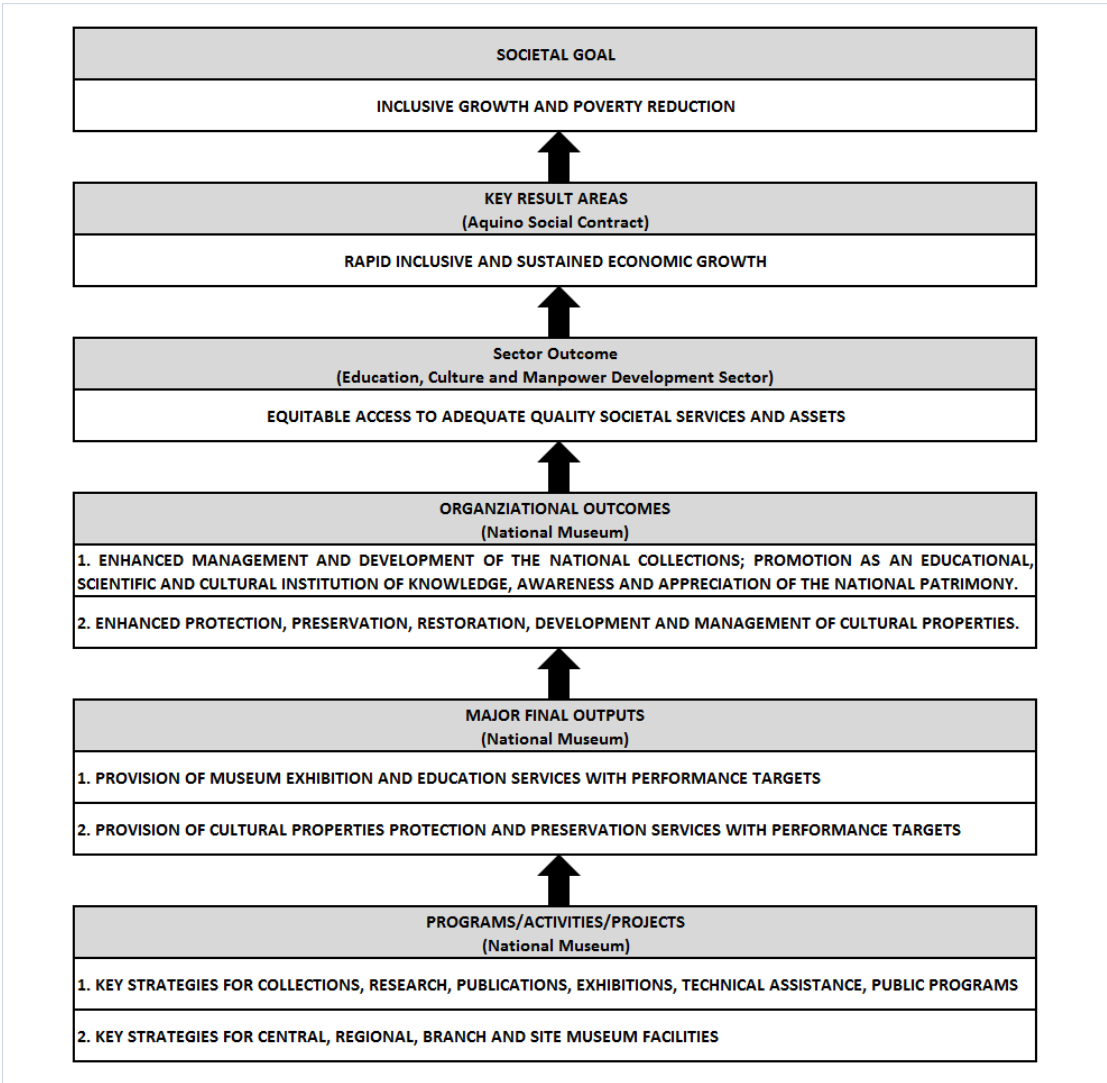 SOCIETAL GOAL
INCLUSIVE GROWTH AND POVERTY REDUCTION
KEY RESULT AREAS
(Aquino Social Contract)
RAPID INCLUSIVE AND SUSTAINED ECONOMIC GROWTH
Sector Outcome
(Education, Culture and Manpower Development Sector)
EQUITABLE ACCESS TO ADEQUATE QUALITY SOCIETAL SERVICES AND ASSETS
ORGANZIATIONAL OUTCOMES
(National Museum)
1. ENHANCED MANAGEMENT AND DEVELOPMENT OF THE NATIONAL COLLECTIONS; PROMOTION AS AN EDUCATIONAL,
SCIENTIFIC AND CULTURAL INSTITUTION OF KNOWLEDGE, AWARENESS AND APPRECIATION OF THE NATIONAL PATRIMONY.
2. ENHANCED PROTECTION, PRESERVATION, RESTORATION, DEVELOPMENT AND MANAGEMENT OF CULTURAL PROPERTIES.
MAJOR FINAL OUTPUTS
(National Museum)
1. PROVISION OF MUSEUM EXHIBITION AND EDUCATION SERVICES WITH PERFORMANCE TARGETS
2. PROVISION OF CULTURAL PROPERTIES PROTECTION AND PRESERVATION SERVICES WITH PERFORMANCE TARGETS
PROGRAMS/ACTIVITIES/PROJECTS
(National Museum)
1. KEY STRATEGIES FOR COLLECTIONS, RESEARCH, PUBLICATIONS, EXHIBITIONS, TECHNICAL ASSISTANCE, PUBLIC PROGRAMS
2. KEY STRATEGIES FOR CENTRAL, REGIONAL, BRANCH AND SITE MUSEUM FACILITIES